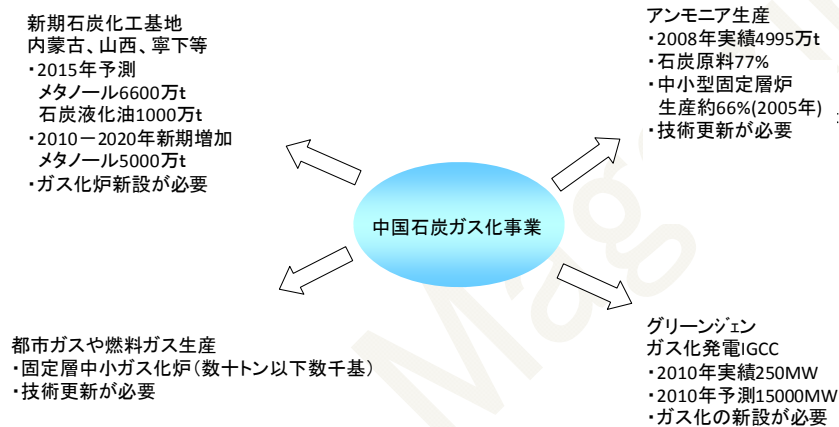 新期石炭化工基地
内蒙古、山西、寧下等
・2015年予測
メタノール6600万t
石炭液化油1000万t
・2010－2020年新期増加
メタノール5000万t
・ガス化炉新設が必要
アンモニア生産
・2008年実績4995万t
・石炭原料77%
・中小型固定層炉
生産約66%(2005年)
・技術更新が必要
中国石炭ガス化事業
都市ガスや燃料ガス生産
・固定層中小ガス化炉（数十トン以下数千基）
・技術更新が必要
グリーンジェン
ガス化発電IGCC
・2010年実績250MW
・2010年予測15000MW
・ガス化の新設が必要